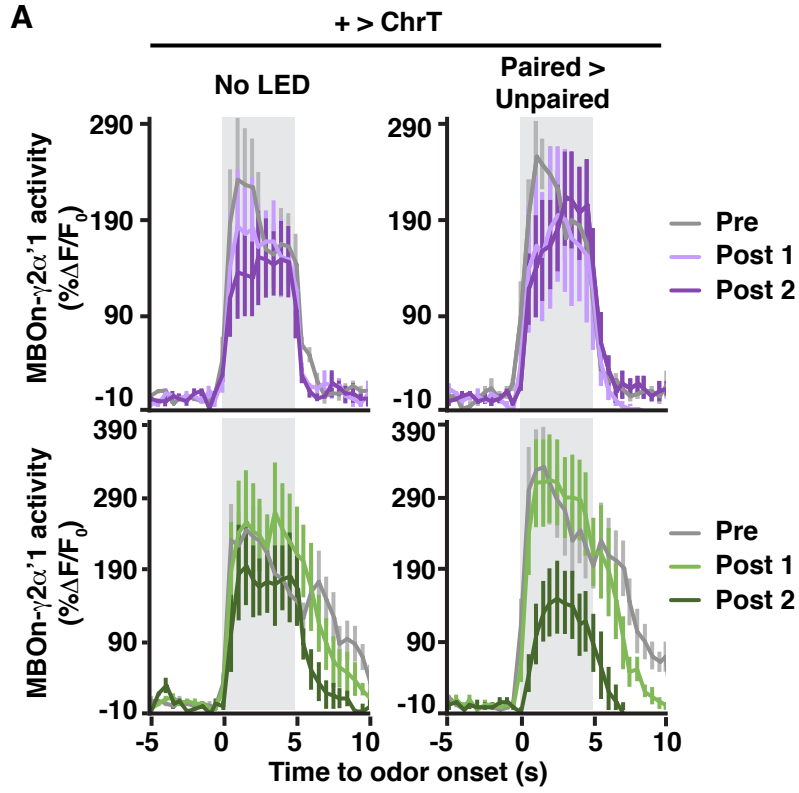 A
+ > ChrT
No LED
Paired >
Unpaired
MBOn-γ2α'1 activity
(%ΔF/F0)
290
190
90
-10
290
190
90
-10
Pre
Post 1
Post 2
MBOn-γ2α'1 activity
(%ΔF/F0)
390
290
190
90
-10
390
290
190
90
-10
Pre
Post 1
Post 2
-5 0 5 10
-5 0 5 10
Time to odor onset (s)